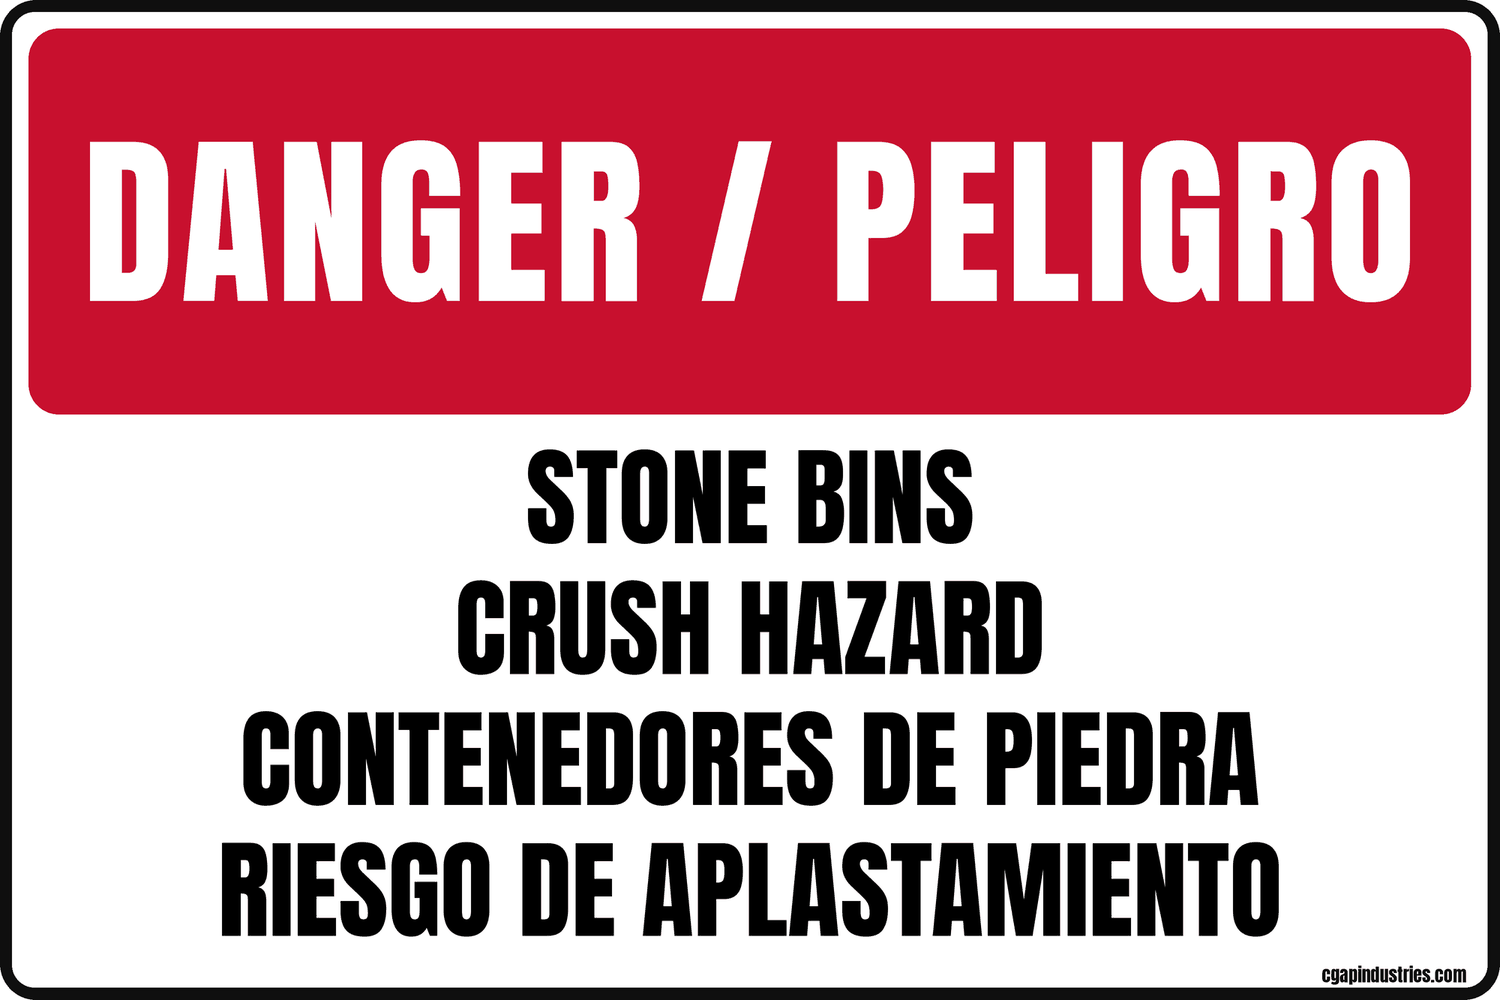 DANGER / PELIGRO
STONE BINS
CRUSH HAZARD
CONTENEDORES DE PIEDRA
RIESGO DE APLASTAMIENTO
cgapindustries.com